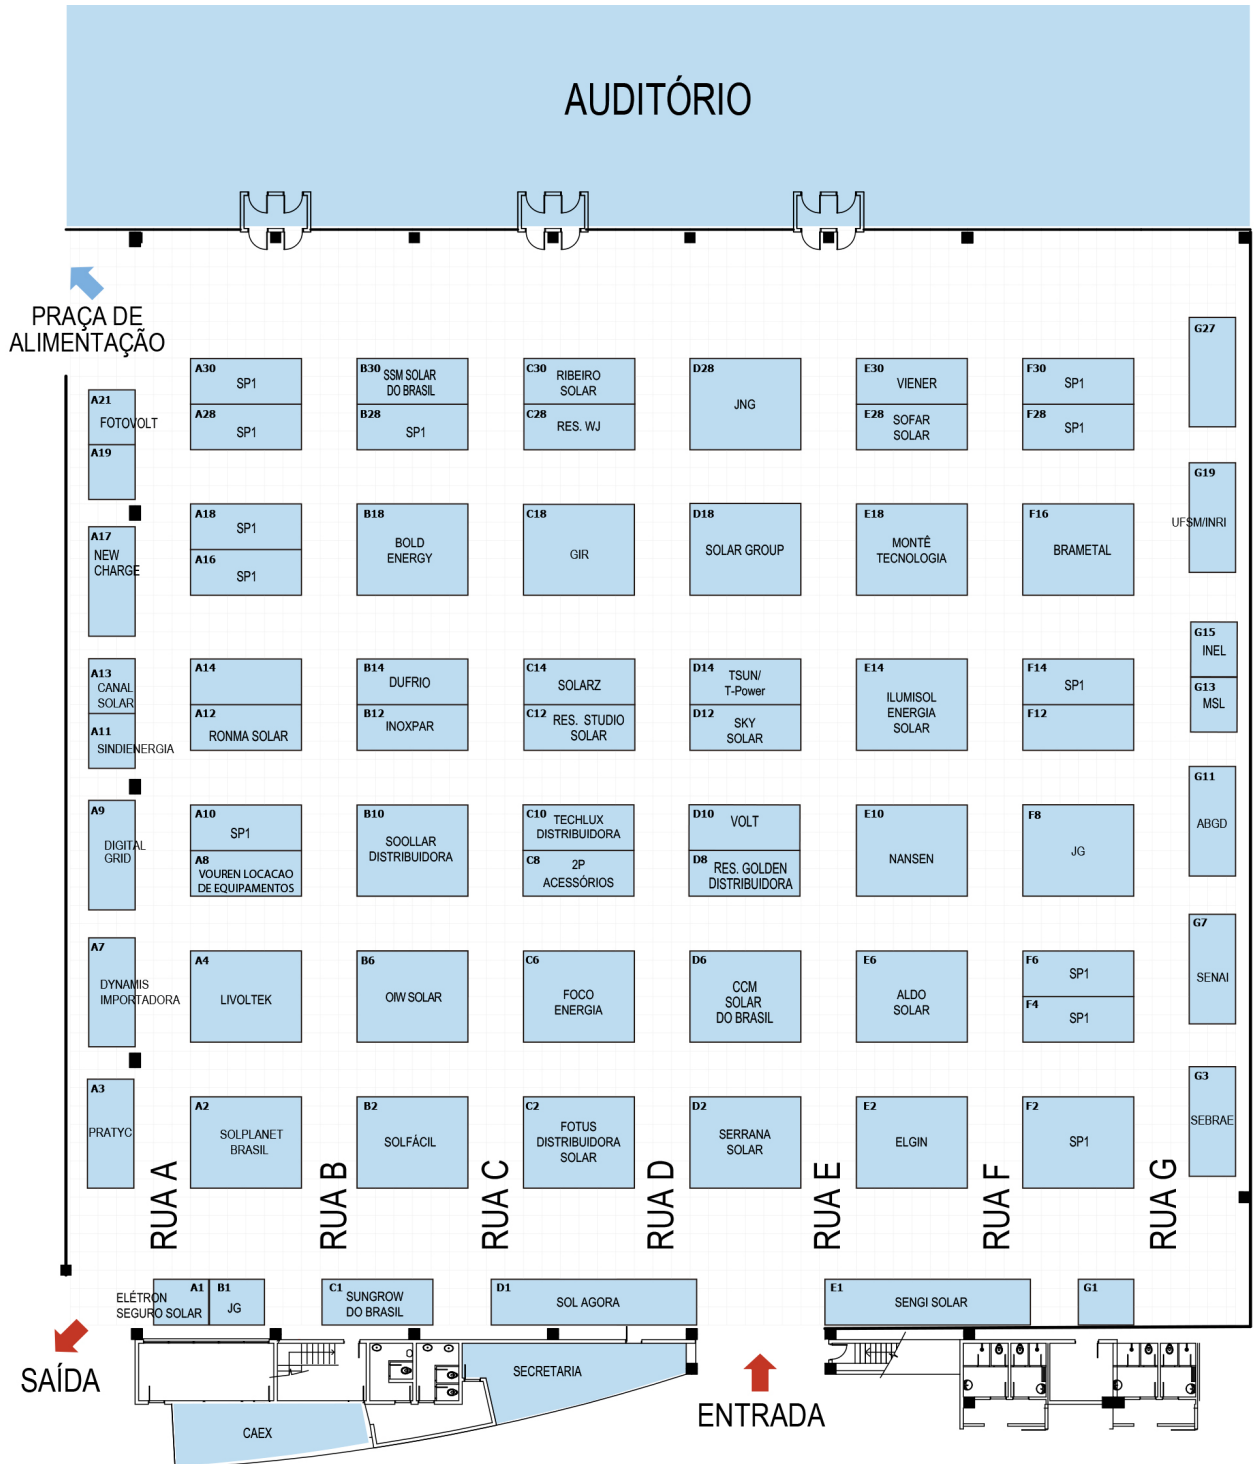 AUDITÓRIO
PRAÇA DE
ALIMENTAÇÃO
G27
A30
SP1
B30
SSM SOLAR
DO BRASIL
C30
RIBEIRO
SOLAR
D28
JNG
E30
VIENER
F30
SP1
A21
FOTOVOLT
A28
SP1
B28
SP1
C28
RES. WJ
E28
SOFAR
SOLAR
F28
SP1
A19
G19
UFSM/INRI
A17
NEW
CHARGE
A18
SP1
A16
SP1
B18
BOLD
ENERGY
C18
GIR
D18
SOLAR GROUP
E18
MONTÊ
TECNOLOGIA
F16
BRAMETAL
G15
INEL
G13
MSL
A13
CANAL
SOLAR
A11
SINDIENERGIA
A14
A12
RONMA SOLAR
B14
DUFRIO
B12
INOXPAR
C14
SOLARZ
C12
RES. STUDIO
SOLAR
D14
TSUN/
T-Power
D12
SKY
SOLAR
E14
ILUMISOL
ENERGIA
SOLAR
F14
SP1
F12
G11
ABGD
A9
DIGITAL
GRID
A10
SP1
A8
VOUREN LOCACAO
DE EQUIPAMENTOS
B10
SOOLLAR
DISTRIBUIDORA
C10
TECHLUX
DISTRIBUIDORA
C8
2P
ACESSÓRIOS
D10
VOLT
D8
RES. GOLDEN
DISTRIBUIDORA
E10
NANSEN
F8
JG
G7
SENAI
A7
DYNAMIS
IMPORTADORA
A4
LIVOLTEK
B6
OIW SOLAR
C6
FOCO
ENERGIA
D6
CCM
SOLAR
DO BRASIL
E6
ALDO
SOLAR
F6
SP1
F4
SP1
G3
SEBRAE
A3
PRATYC
A2
SOLPLANET
BRASIL
B2
SOLFÁCIL
C2
FOTUS
DISTRIBUIDORA
SOLAR
D2
SERRANA
SOLAR
E2
ELGIN
F2
SP1
RUA A
RUA B
RUA C
RUA D
RUA E
RUA F
RUA G
A1
ELÉTRON
SEGURO SOLAR
B1
JG
C1
SUNGROW
DO BRASIL
D1
SOL AGORA
E1
SENGI SOLAR
G1
SAÍDA
SECRETARIA
CAEX
ENTRADA